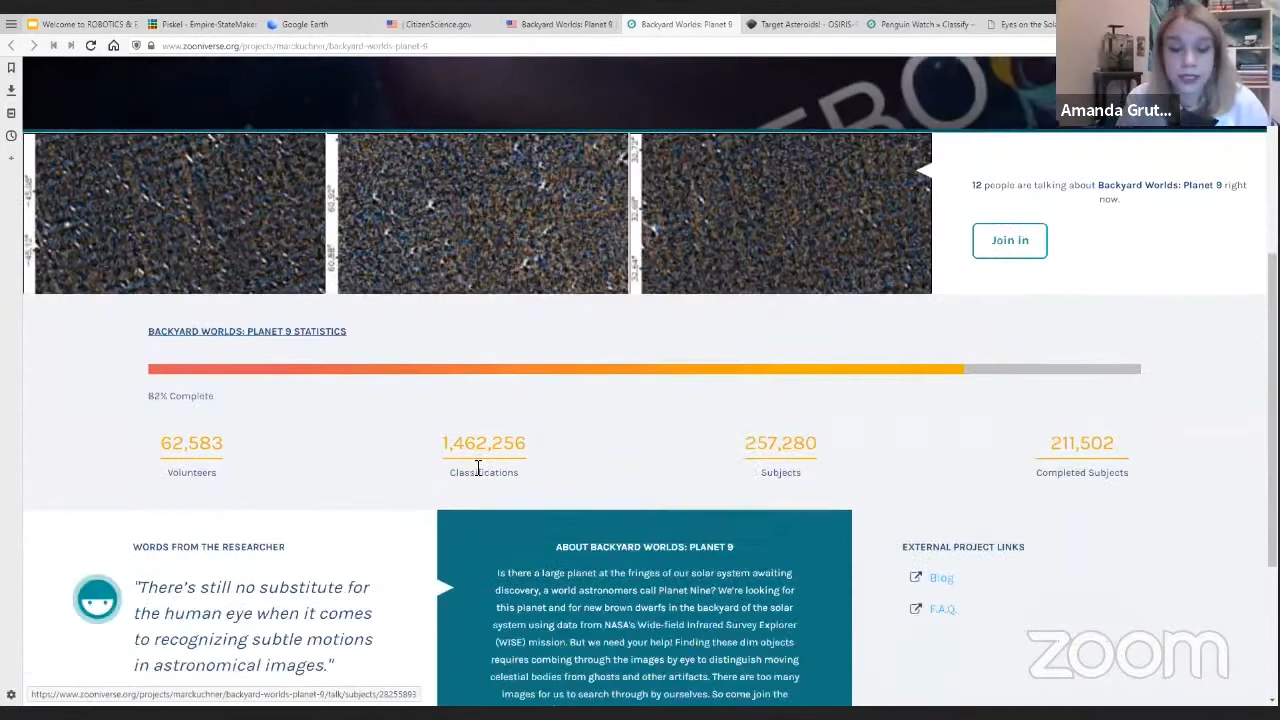 Welcome to ROBOTICS &
Piskel - Empire-StateMake
Google Earth
CitizenScience.gov
Backyard Worlds: Planet 9
Backyard Worlds: Planet 9
Target Asteroids! - OSIRIS-
Penguin Watch » Classify –
Eyes on the Sola
www.zooniverse.org/projects/marckuchner/backyard-worlds-planet-9
Amanda Grut...
12 people are talking about Backyard Worlds: Planet 9 right
now.
Join in
BACKYARD WORLDS: PLANET 9 STATISTICS
82% Complete
62,583
1,462,256
257,280
211,502
Volunteers
Classifications
Subjects
Completed Subjects
WORDS FROM THE RESEARCHER
"There's still no substitute for
the human eye when it comes
to recognizing subtle motions
in astronomical images."
ABOUT BACKYARD WORLDS: PLANET 9
Is there a large planet at the fringes of our solar system awaiting
discovery, a world astronomers call Planet Nine? We're looking for
this planet and for new brown dwarfs in the backyard of the solar
system using data from NASA's Wide-field Infrared Survey Explorer
(WISE) mission. But we need your help! Finding these dim objects
requires combing through the images by eye to distinguish moving
celestial bodies from ghosts and other artifacts. There are too many
images for us to search through by ourselves. So come join the
EXTERNAL PROJECT LINKS
Blog
F.A.Q.
zoom
https://www.zooniverse.org/projects/marckuchner/backyard-worlds-planet-9/talk/subjects/28255893